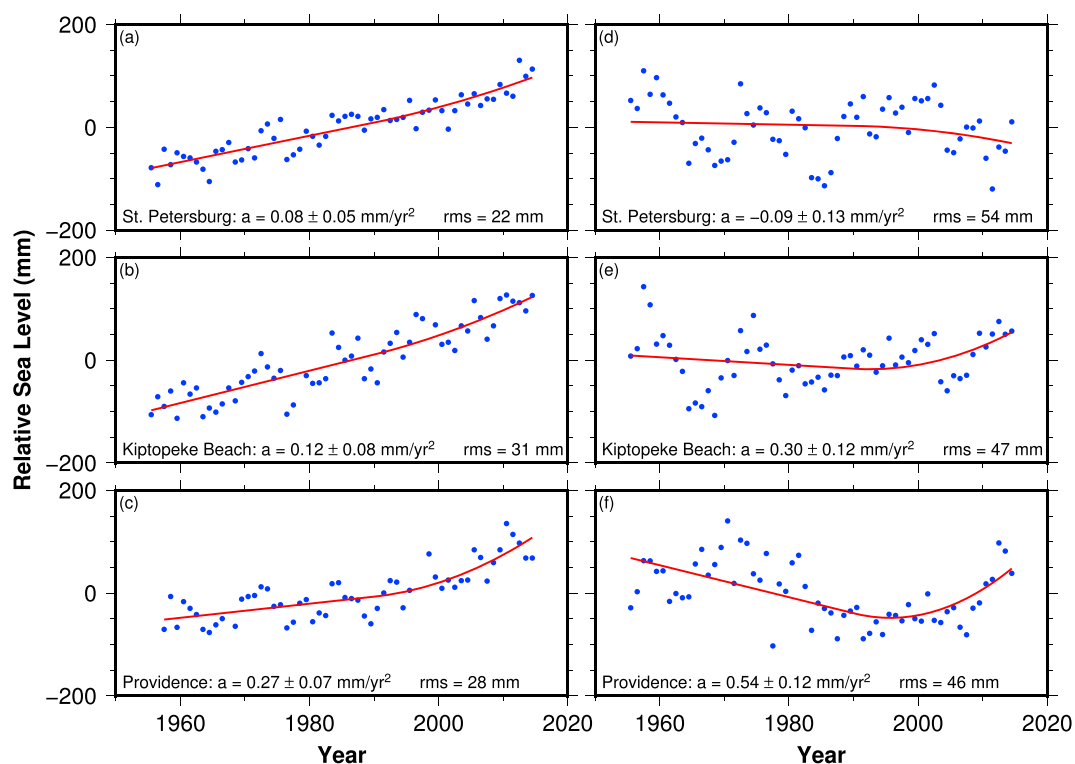 200
0
−200
(a)
St. Petersburg: a = 0.08 ± 0.05 mm/yr² rms = 22 mm
(d)
St. Petersburg: a = −0.09 ± 0.13 mm/yr² rms = 54 mm
200
0
−200
(b)
Kiptopeke Beach: a = 0.12 ± 0.08 mm/yr² rms = 31 mm
(e)
Kiptopeke Beach: a = 0.30 ± 0.12 mm/yr² rms = 47 mm
Relative Sea Level (mm)
200
0
−200
(c)
Providence: a = 0.27 ± 0.07 mm/yr² rms = 28 mm
(f)
Providence: a = 0.54 ± 0.12 mm/yr² rms = 46 mm
1960 1980 2000 2020
1960 1980 2000 2020
Year
Year